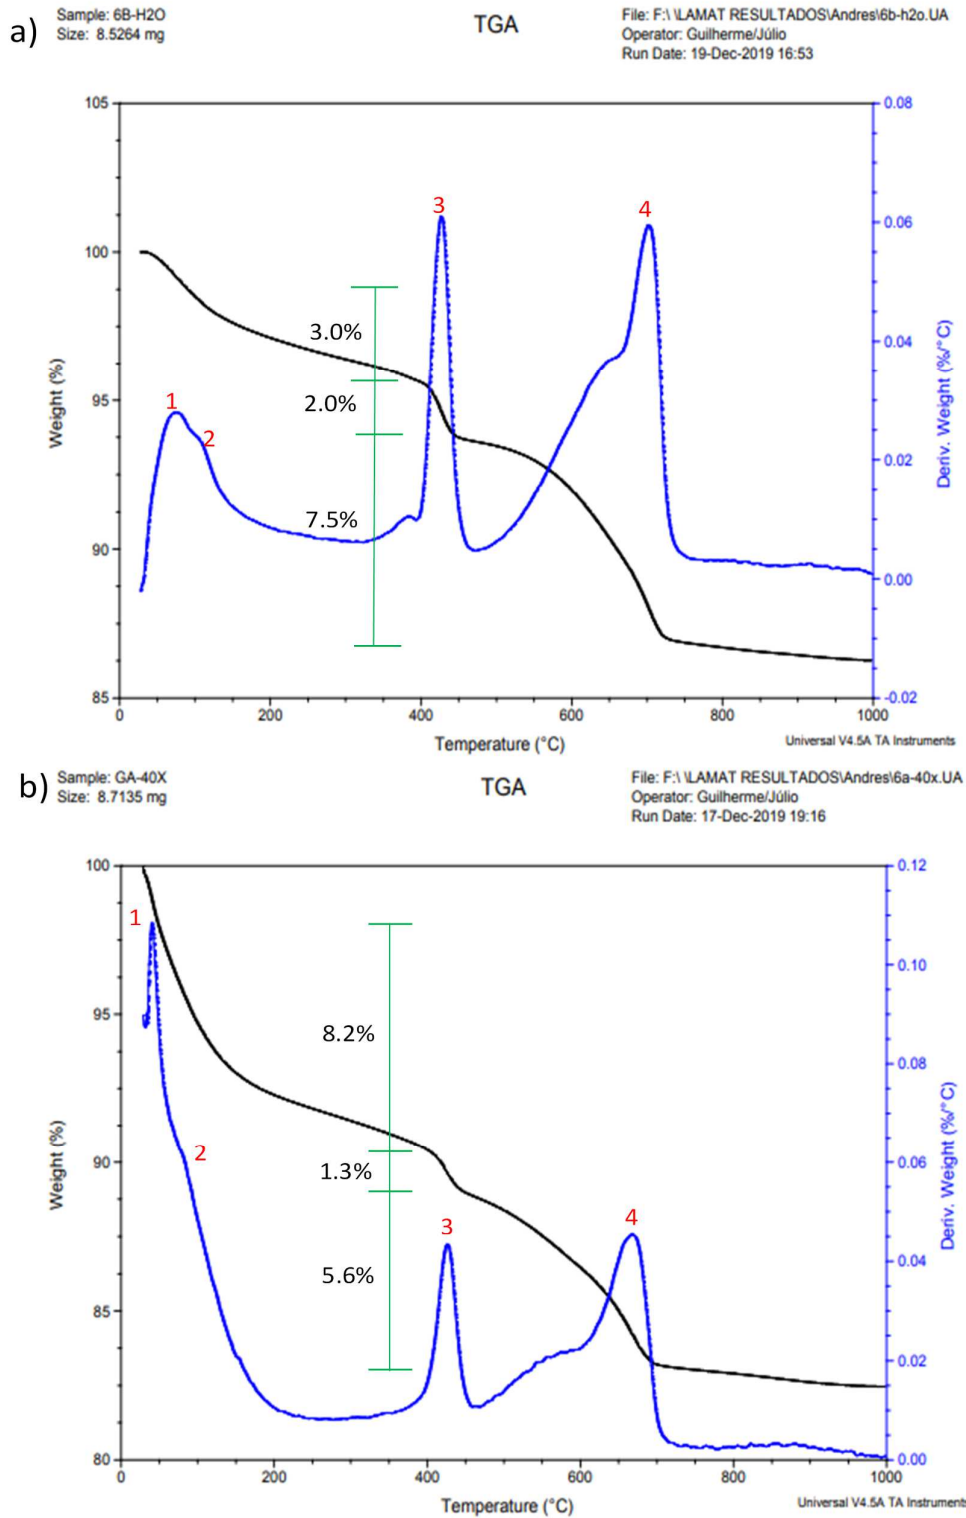 a)
Sample: 6B-H2O
Size: 8.5264 mg
TGA
File: F:\ \LAMAT RESULTADOS\Andres\6b-h2o.UA
Operator: Guilherme/Júlio
Run Date: 19-Dec-2019 16:53
105
100
95
90
85
Weight (%)
0.08
0.06
0.04
0.02
0.00
-0.02
Deriv. Weight (%/°C)
1
2
3
4
3.0%
2.0%
7.5%
0
200
400
600
800
1000
Temperature (°C)
Universal V4.5A TA Instruments
b)
Sample: GA-40X
Size: 8.7135 mg
TGA
File: F:\ \LAMAT RESULTADOS\Andres\6a-40x.UA
Operator: Guilherme/Júlio
Run Date: 17-Dec-2019 19:16
100
95
90
85
80
Weight (%)
0.12
0.10
0.08
0.06
0.04
0.02
0.00
Deriv. Weight (%/°C)
1
2
3
4
8.2%
1.3%
5.6%
0
200
400
600
800
1000
Temperature (°C)
Universal V4.5A TA Instruments